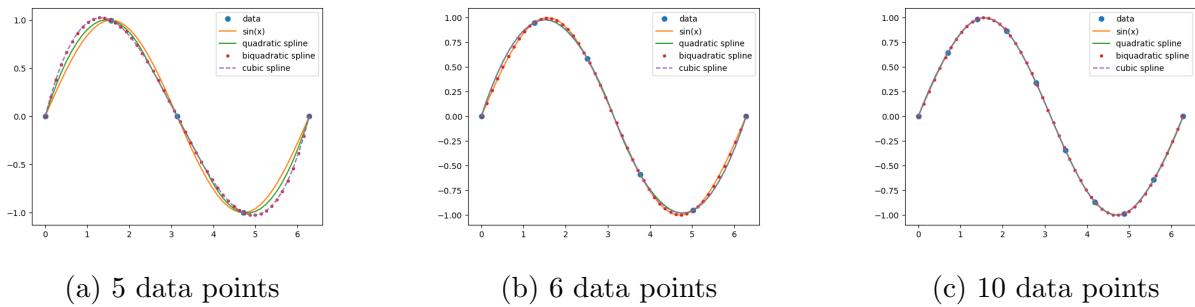 1.0
0.5
0.0
−0.5
−1.0
0 1 2 3 4 5 6
data
sin(x)
quadratic spline
biquadratic spline
cubic spline
(a) 5 data points
1.00
0.75
0.50
0.25
0.00
−0.25
−0.50
−0.75
−1.00
0 1 2 3 4 5 6
data
sin(x)
quadratic spline
biquadratic spline
cubic spline
(b) 6 data points
1.00
0.75
0.50
0.25
0.00
−0.25
−0.50
−0.75
−1.00
0 1 2 3 4 5 6
data
sin(x)
quadratic spline
biquadratic spline
cubic spline
(c) 10 data points